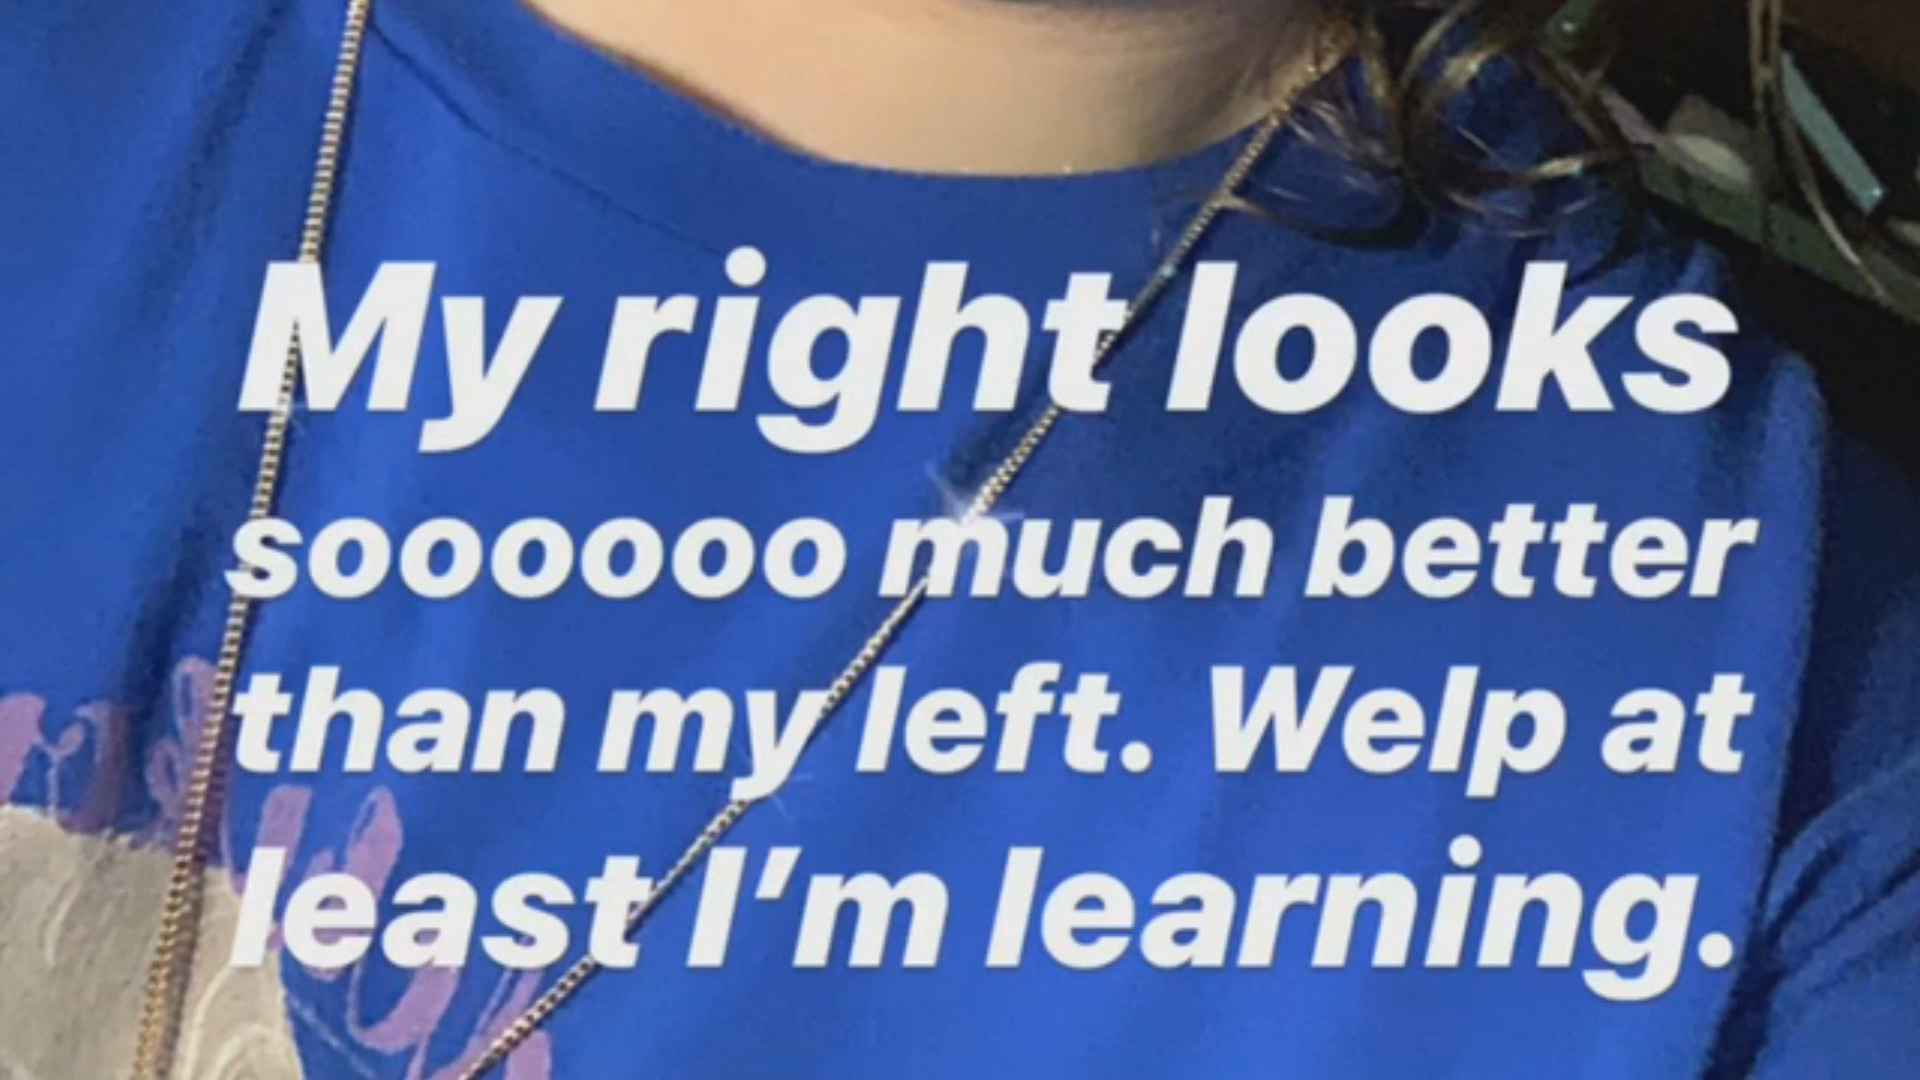 My right looks
soooooo much better
than my left. Welp at
least I'm learning.